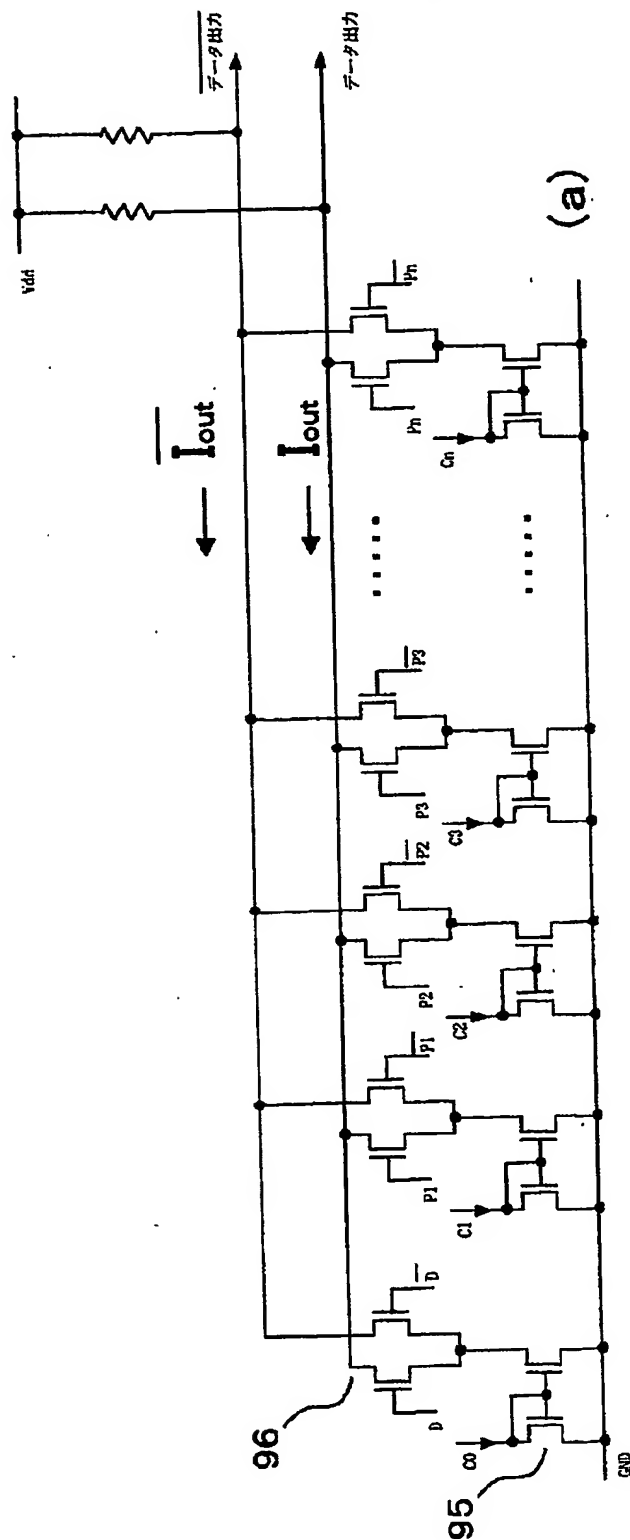 Vdd
データ出力
データ出力
(a)
Iout
Iout
Pn
Pn
Cn
......
......
P3
P3
C3
P2
P2
C2
P1
P1
C1
D
D
C0
96
95
GND